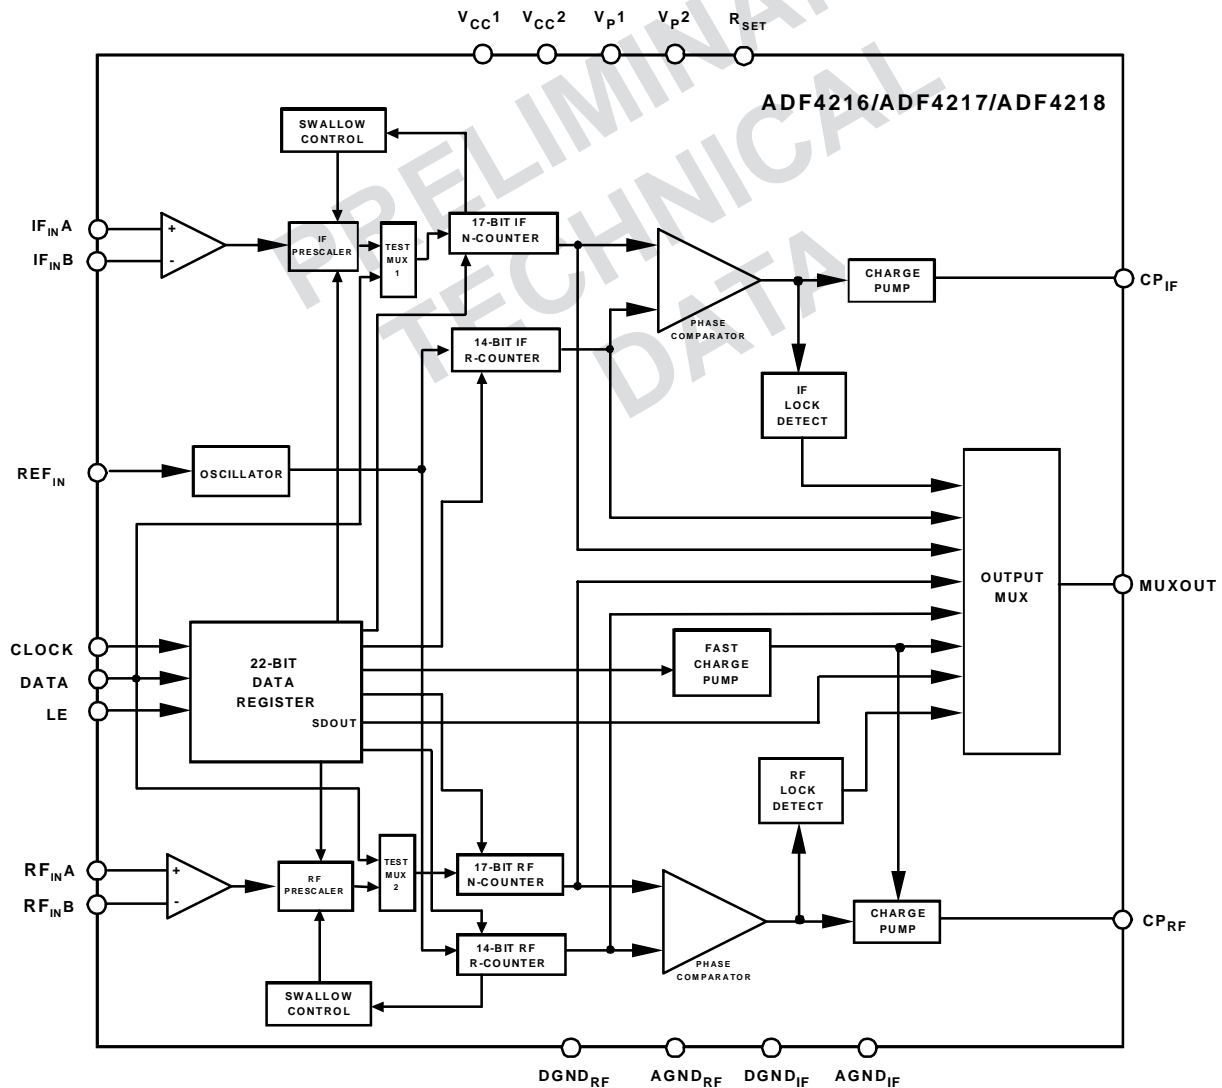 VCC1 VCC2 VP1 VP2 RSET
ADF4216/ADF4217/ADF4218
PRELIMINAR
TECHNICAL
DATA
SWALLOW
CONTROL
IFINA
IFINB
+
-
IF
PRESCALER
TEST
MUX
1
17-BIT IF
N-COUNTER
PHASE
COMPARATOR
CHARGE
PUMP
CPIF
14-BIT IF
R-COUNTER
IF
LOCK
DETECT
REFIN
OSCILLATOR
OUTPUT
MUX
MUXOUT
CLOCK
DATA
LE
22-BIT
DATA
REGISTER
SDOUT
FAST
CHARGE
PUMP
RF
LOCK
DETECT
RFINA
RFINB
+
-
RF
PRESCALER
TEST
MUX
2
17-BIT RF
N-COUNTER
14-BIT RF
R-COUNTER
PHASE
COMPARATOR
CHARGE
PUMP
CPRF
SWALLOW
CONTROL
DGNDRF AGNDRF DGNDIF AGNDIF